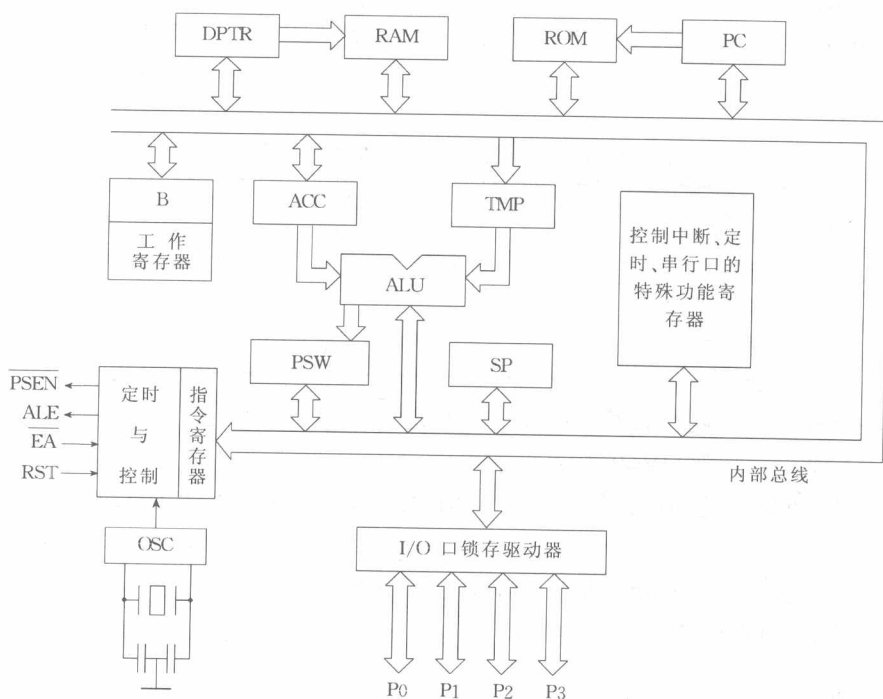 DPTR
RAM
ROM
PC
B
工作
寄存器
ACC
TMP
控制中断、定
时、串行口的
特殊功能寄
存器
ALU
PSW
SP
PSEN
ALE
EA
RST
定时
与
控制
指令寄存器
内部总线
OSC
I/O 口锁存驱动器
P0
P1
P2
P3